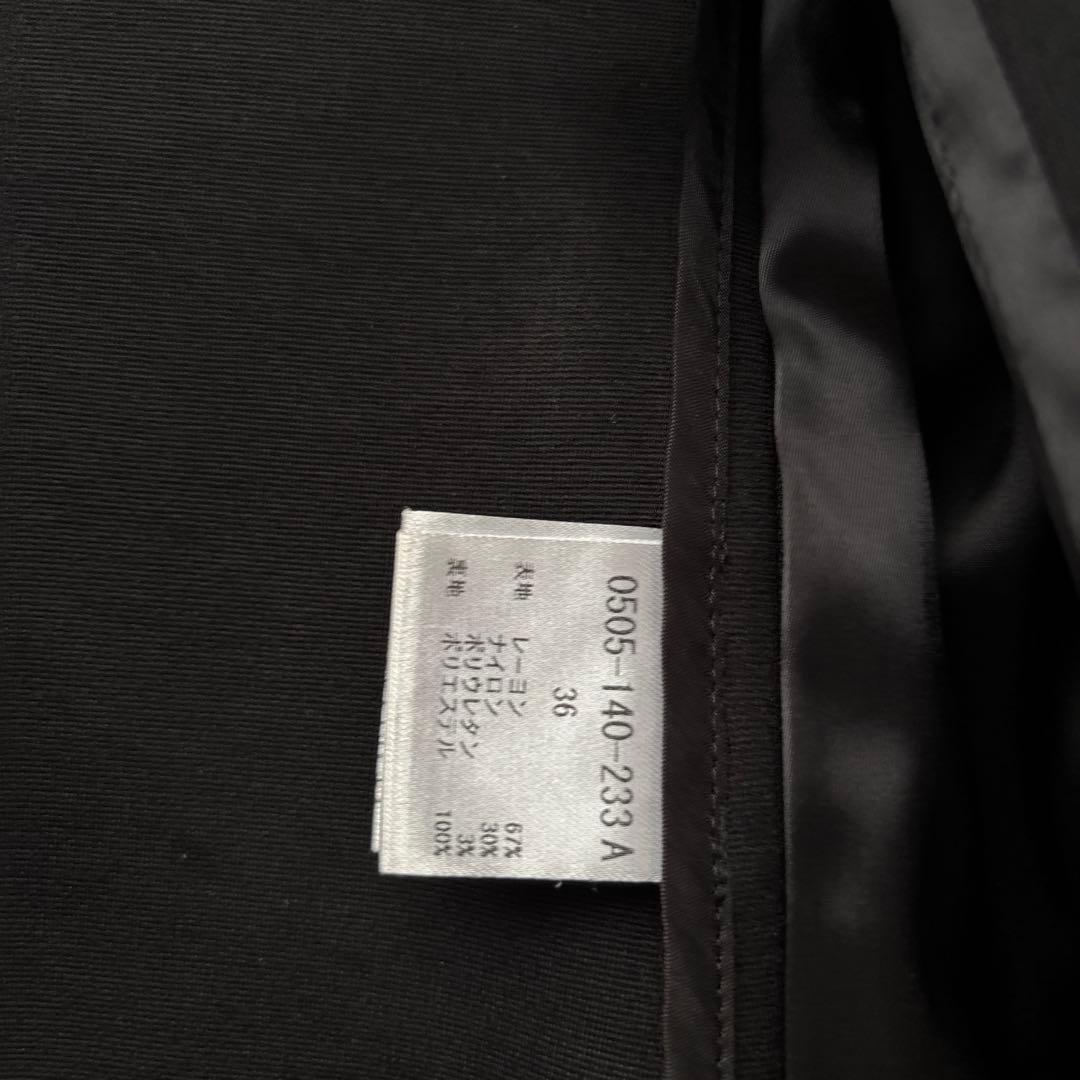 0505-140-233 A
36
表地 レーヨン 67%
ナイロン 30%
ポリウレタン 3%
裏地 ポリエステル 100%